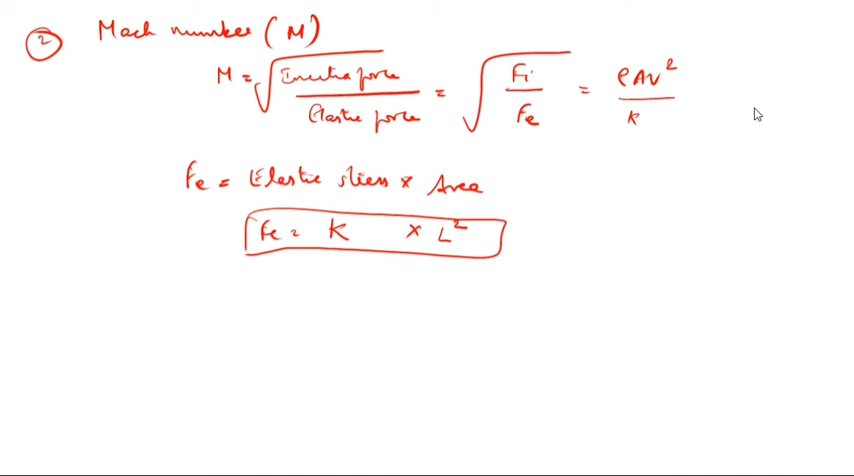 ② Mach number (M)
M = √(Inertia force / Elastic force) = √(Fi / Fe) = ρAV² / K
Fe = Elastic stress × Area
Fe = K × L²